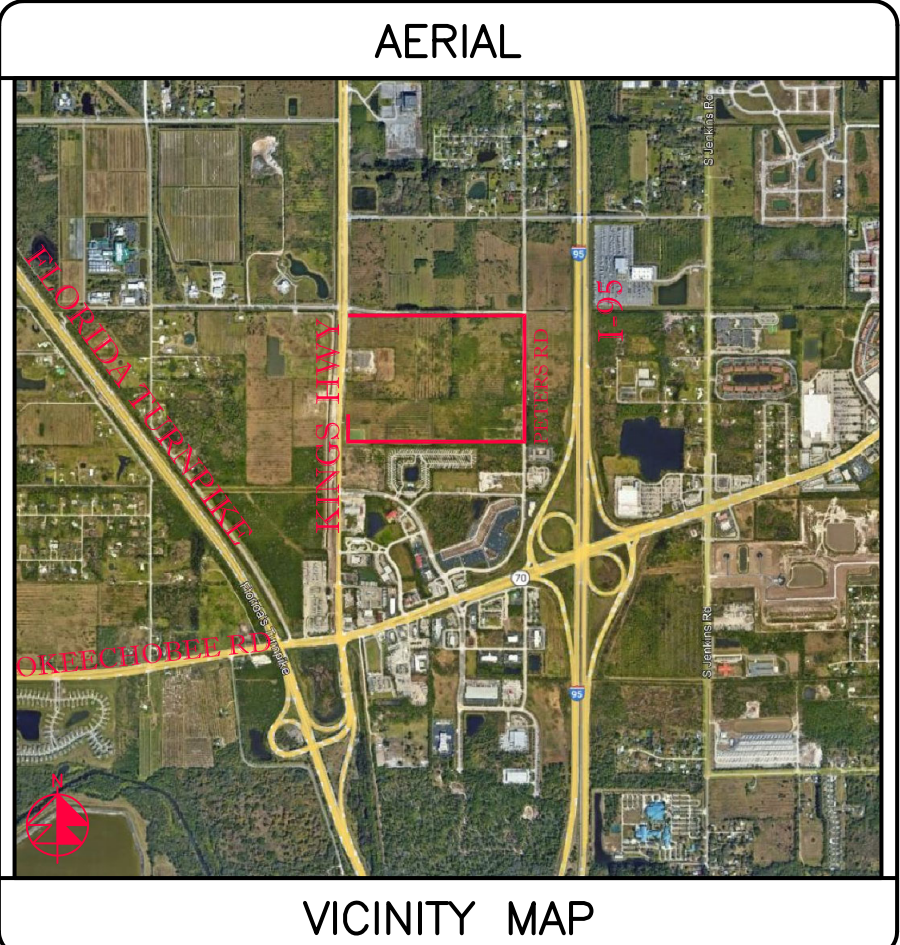 AERIAL
S Jenkins Rd
95
FLORIDA TURNPIKE
I-95
KINGS HWY
PETERS RD
70
Florida's Turnpike
S Jenkins Rd
OKEECHOBEE RD
95
N
VICINITY MAP